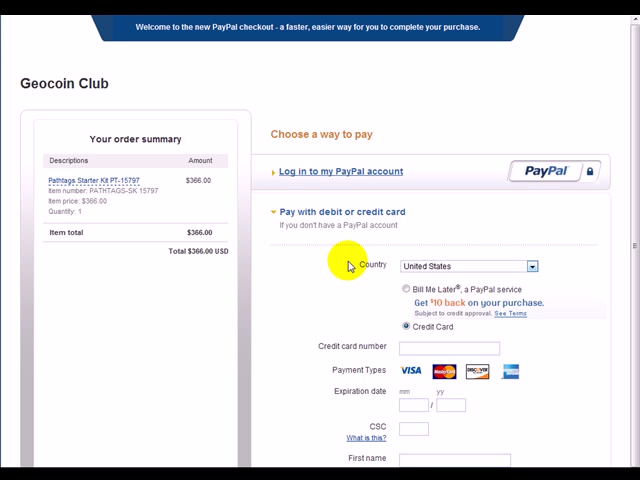 Welcome to the new PayPal checkout - a faster, easier way for you to complete your purchase.
Geocoin Club
Your order summary
Descriptions Amount
Pathtags Starter Kit PT-15797 $366.00
Item number: PATHTAGS-SK 15797
Item price: $366.00
Quantity: 1
Item total $366.00
Total $366.00 USD
Choose a way to pay
Log in to my PayPal account
PayPal
Pay with debit or credit card
If you don't have a PayPal account
Country United States
Bill Me Later®, a PayPal service
Get $10 back on your purchase.
Subject to credit approval. See Terms
Credit Card
Credit card number
Payment Types VISA MasterCard DISCOVER
Expiration date mm yy
/
CSC
What is this?
First name